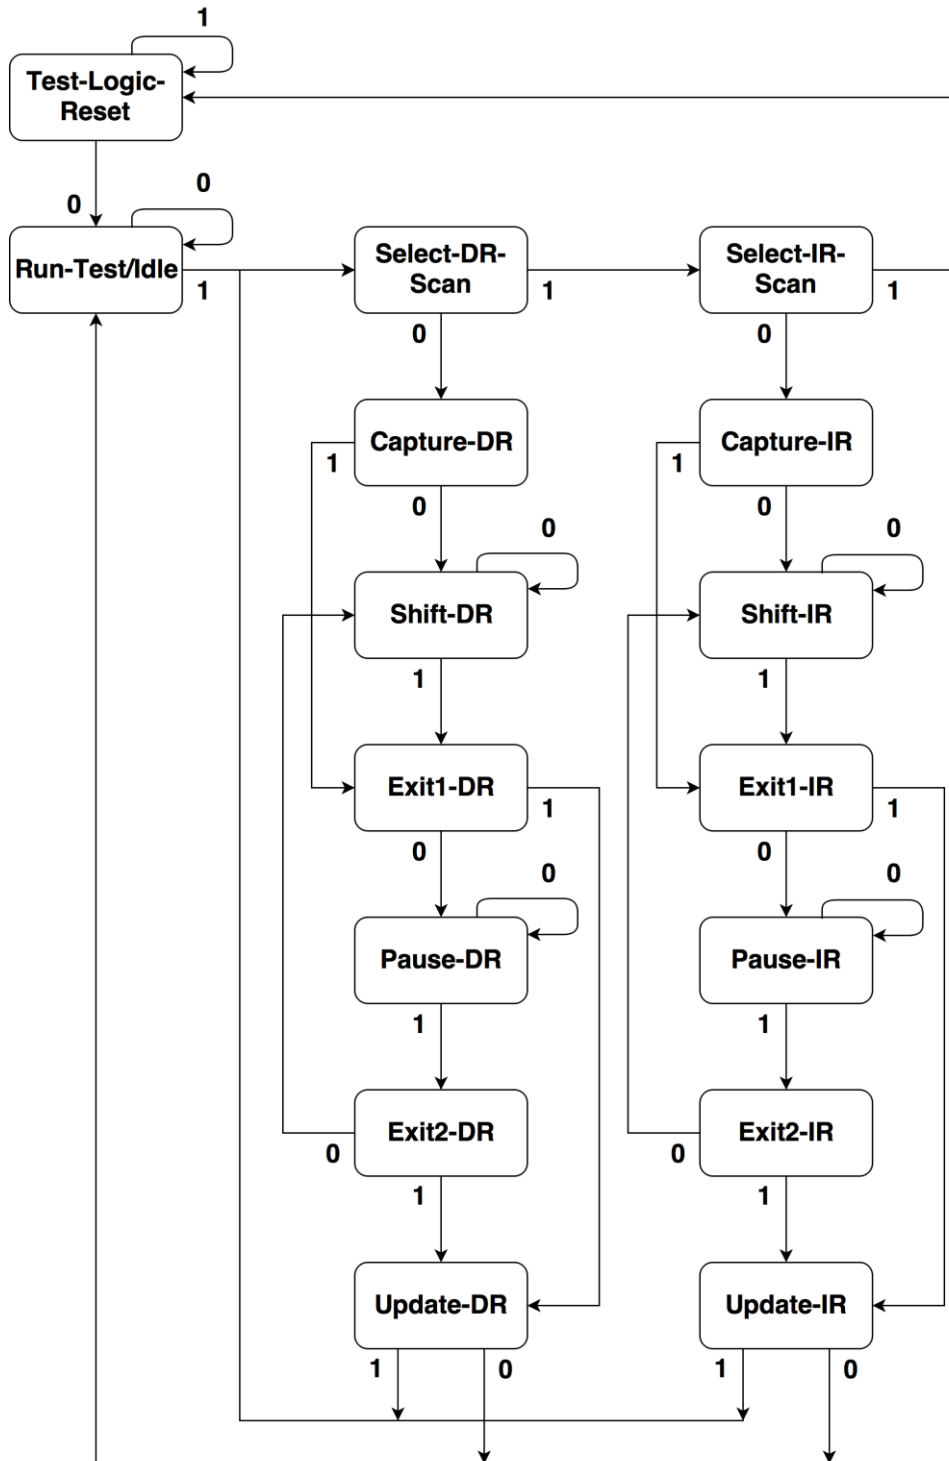 1
Test-Logic-
Reset
0
0
Run-Test/Idle
1
Select-DR-
Scan
1
Select-IR-
Scan
1
0
0
Capture-DR
Capture-IR
1
1
0
0
0
0
Shift-DR
Shift-IR
1
1
Exit1-DR
Exit1-IR
1
1
0
0
0
0
Pause-DR
Pause-IR
1
1
Exit2-DR
Exit2-IR
0
0
1
1
Update-DR
Update-IR
1
0
1
0